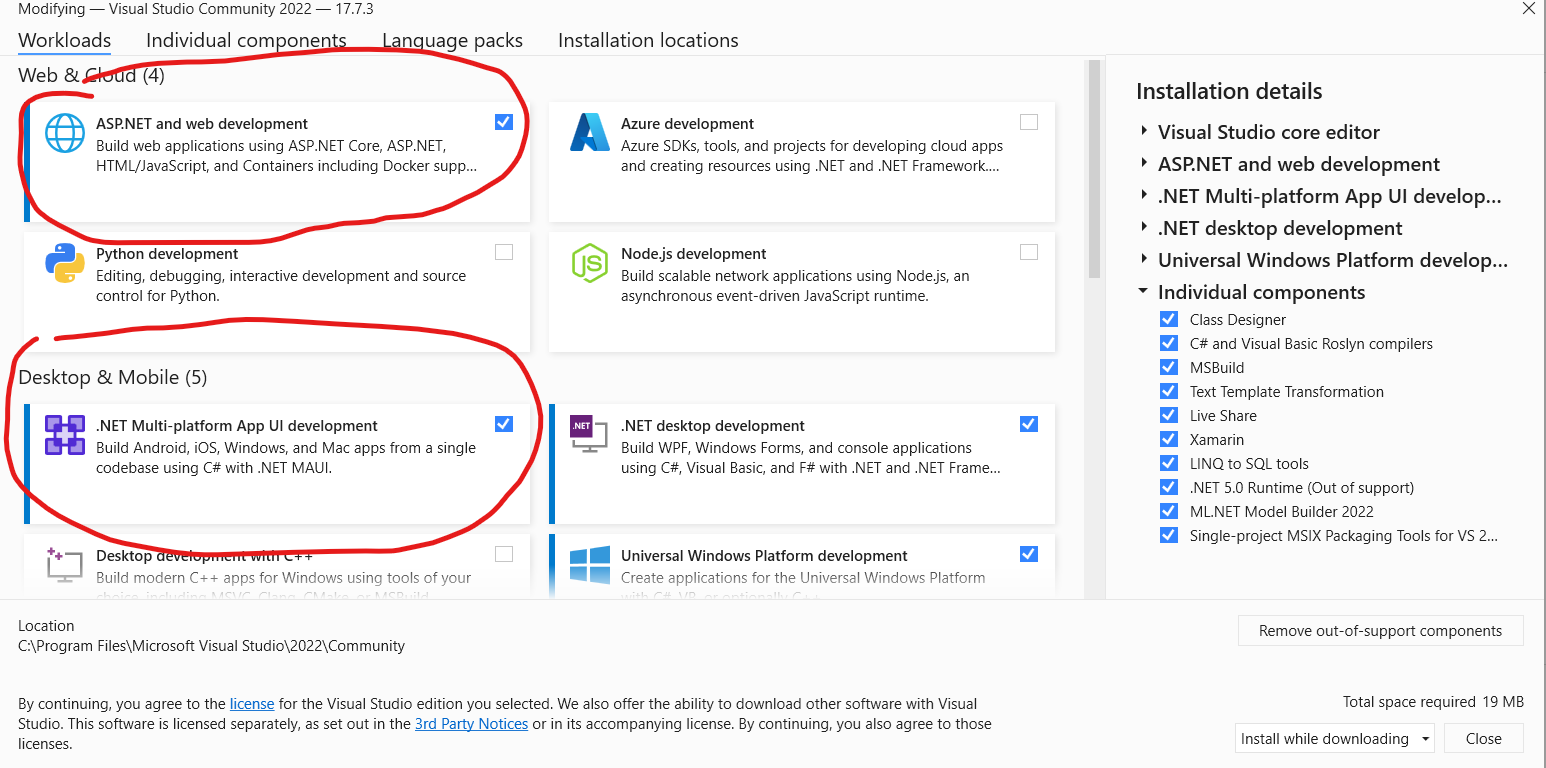 Modifying — Visual Studio Community 2022 — 17.7.3
Workloads Individual components Language packs Installation locations
Web & Cloud (4)
ASP.NET and web development
Build web applications using ASP.NET Core, ASP.NET,
HTML/JavaScript, and Containers including Docker supp...
Azure development
Azure SDKs, tools, and projects for developing cloud apps
and creating resources using .NET and .NET Framework....
Python development
Editing, debugging, interactive development and source
control for Python.
JS
Node.js development
Build scalable network applications using Node.js, an
asynchronous event-driven JavaScript runtime.
Desktop & Mobile (5)
.NET Multi-platform App UI development
Build Android, iOS, Windows, and Mac apps from a single
codebase using C# with .NET MAUI.
.NET
.NET desktop development
Build WPF, Windows Forms, and console applications
using C#, Visual Basic, and F# with .NET and .NET Frame...
Desktop development with C++
Build modern C++ apps for Windows using tools of your
choice, including MSVC, Clang, CMake, or MSBuild.
Universal Windows Platform development
Create applications for the Universal Windows Platform
with C#, VB, or optionally C++.
Installation details
Visual Studio core editor
ASP.NET and web development
.NET Multi-platform App UI develop...
.NET desktop development
Universal Windows Platform develop...
Individual components
Class Designer
C# and Visual Basic Roslyn compilers
MSBuild
Text Template Transformation
Live Share
Xamarin
LINQ to SQL tools
.NET 5.0 Runtime (Out of support)
ML.NET Model Builder 2022
Single-project MSIX Packaging Tools for VS 2...
Location
C:\Program Files\Microsoft Visual Studio\2022\Community
Remove out-of-support components
By continuing, you agree to the license for the Visual Studio edition you selected. We also offer the ability to download other software with Visual
Studio. This software is licensed separately, as set out in the 3rd Party Notices or in its accompanying license. By continuing, you also agree to those
licenses.
Total space required 19 MB
Install while downloading
Close